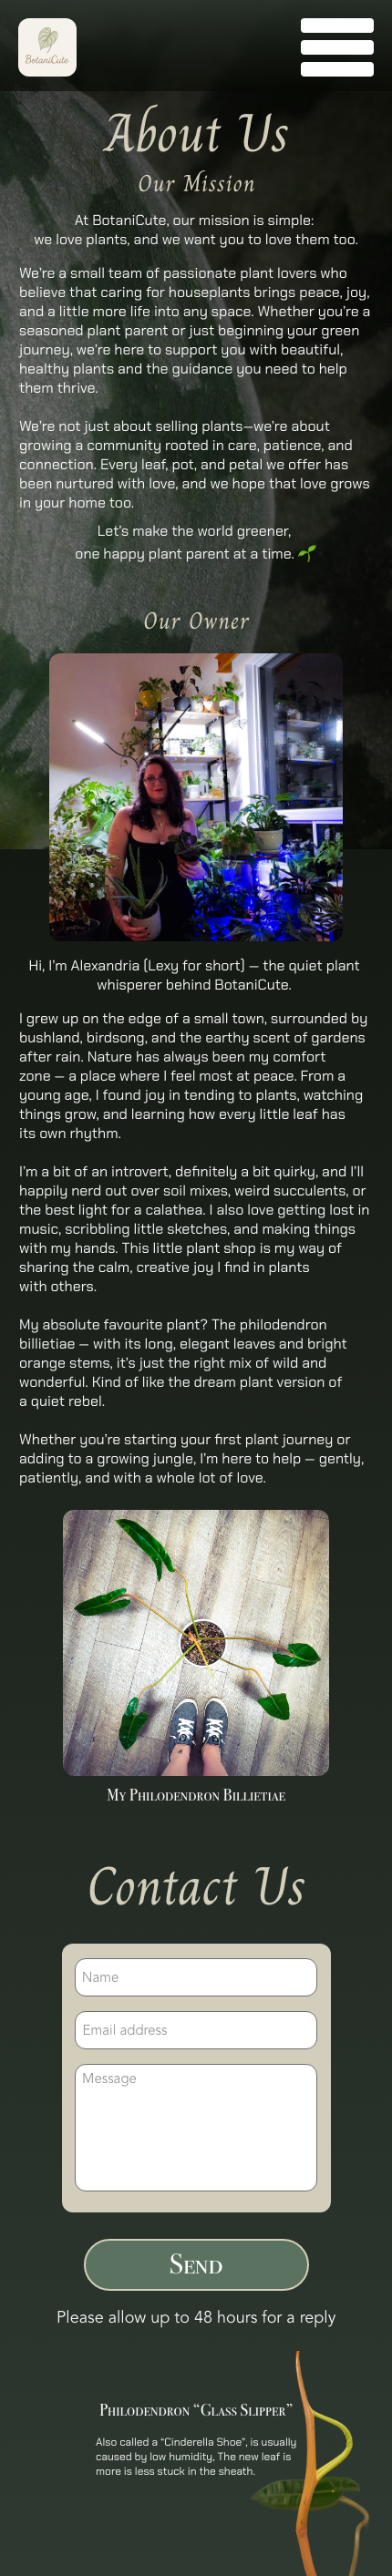 BotaniCute
About Us
Our Mission
At BotaniCute, our mission is simple:
we love plants, and we want you to love them too.
We’re a small team of passionate plant lovers who
believe that caring for houseplants brings peace, joy,
and a little more life into any space. Whether you’re a
seasoned plant parent or just beginning your green
journey, we’re here to support you with beautiful,
healthy plants and the guidance you need to help
them thrive.
We’re not just about selling plants—we’re about
growing a community rooted in care, patience, and
connection. Every leaf, pot, and petal we offer has
been nurtured with love, and we hope that love grows
in your home too.
Let’s make the world greener,
one happy plant parent at a time. 🌱
Our Owner
Hi, I’m Alexandria (Lexy for short) — the quiet plant
whisperer behind BotaniCute.
I grew up on the edge of a small town, surrounded by
bushland, birdsong, and the earthy scent of gardens
after rain. Nature has always been my comfort
zone — a place where I feel most at peace. From a
young age, I found joy in tending to plants, watching
things grow, and learning how every little leaf has
its own rhythm.
I’m a bit of an introvert, definitely a bit quirky, and I’ll
happily nerd out over soil mixes, weird succulents, or
the best light for a calathea. I also love getting lost in
music, scribbling little sketches, and making things
with my hands. This little plant shop is my way of
sharing the calm, creative joy I find in plants
with others.
My absolute favourite plant? The philodendron
billietiae — with its long, elegant leaves and bright
orange stems, it’s just the right mix of wild and
wonderful. Kind of like the dream plant version of
a quiet rebel.
Whether you’re starting your first plant journey or
adding to a growing jungle, I’m here to help — gently,
patiently, and with a whole lot of love.
My Philodendron Billietiae
Contact Us
Name
Email address
Message
Send
Please allow up to 48 hours for a reply
Philodendron “Glass Slipper”
Also called a “Cinderella Shoe”, is usually
caused by low humidity, The new leaf is
more is less stuck in the sheath.